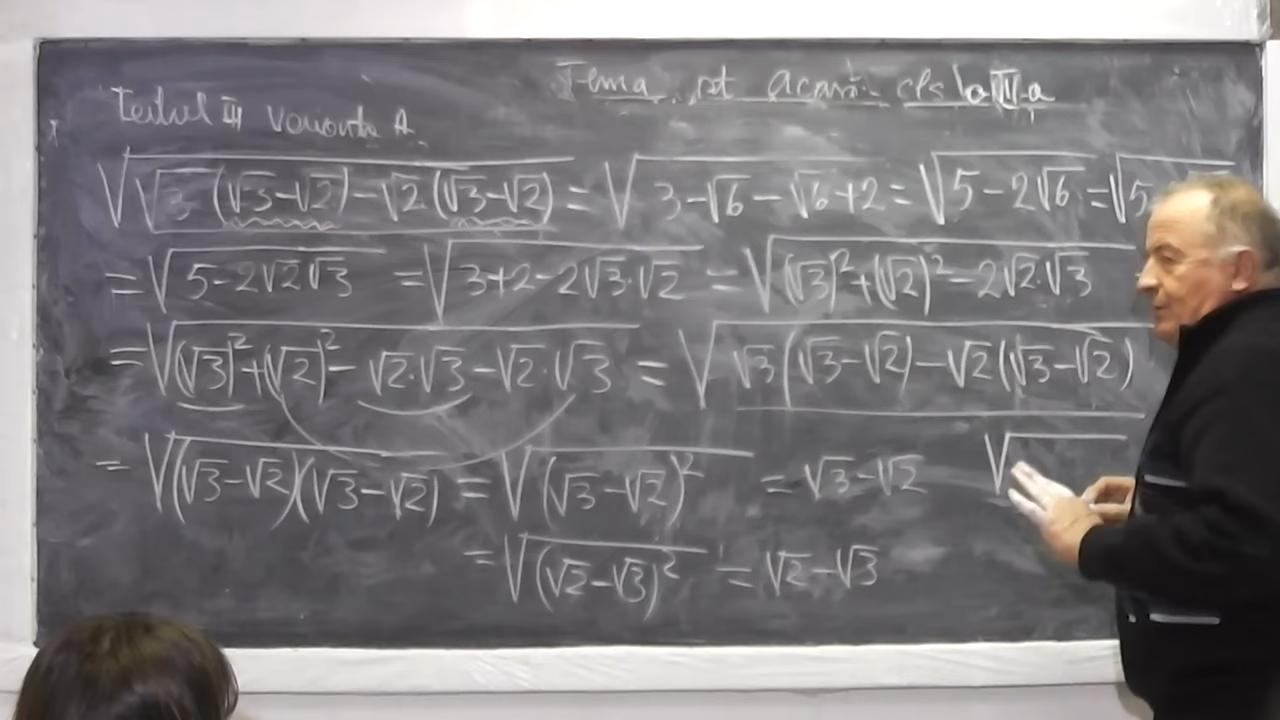 Tema pt acasă cls a III-a
Testul III varianta A
√(√3 (√3-√2)-√2 (√3-√2)) = √(3-√6-√6+2) = √(5-2√6) = √5
= √(5-2√2√3) = √(3+2-2√3·√2) = √((√3)²+(√2)²-2√2·√3)
= √((√3)²+(√2)²-√2·√3-√2·√3) = √(√3(√3-√2)-√2(√3-√2))
= √((√3-√2)(√3-√2)) = √((√3-√2)²) = √3-√2 √
= √((√2-√3)²) = √2-√3